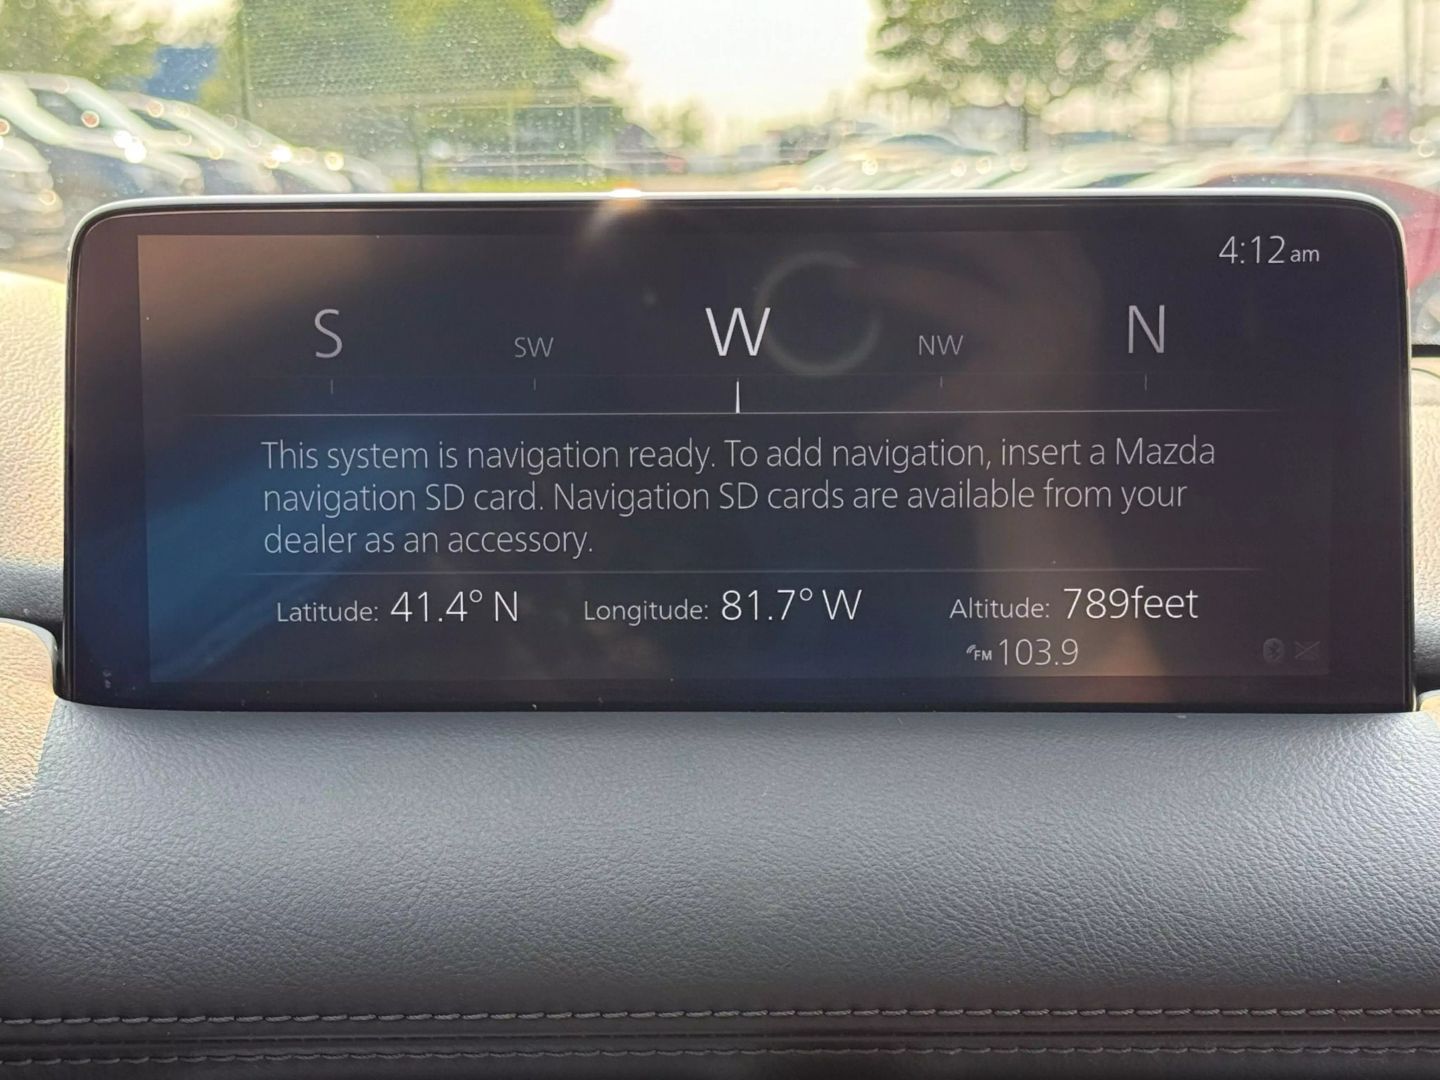 4:12 am
S SW W NW N
This system is navigation ready. To add navigation, insert a Mazda
navigation SD card. Navigation SD cards are available from your
dealer as an accessory.
Latitude: 41.4° N Longitude: 81.7° W Altitude: 789feet
FM 103.9